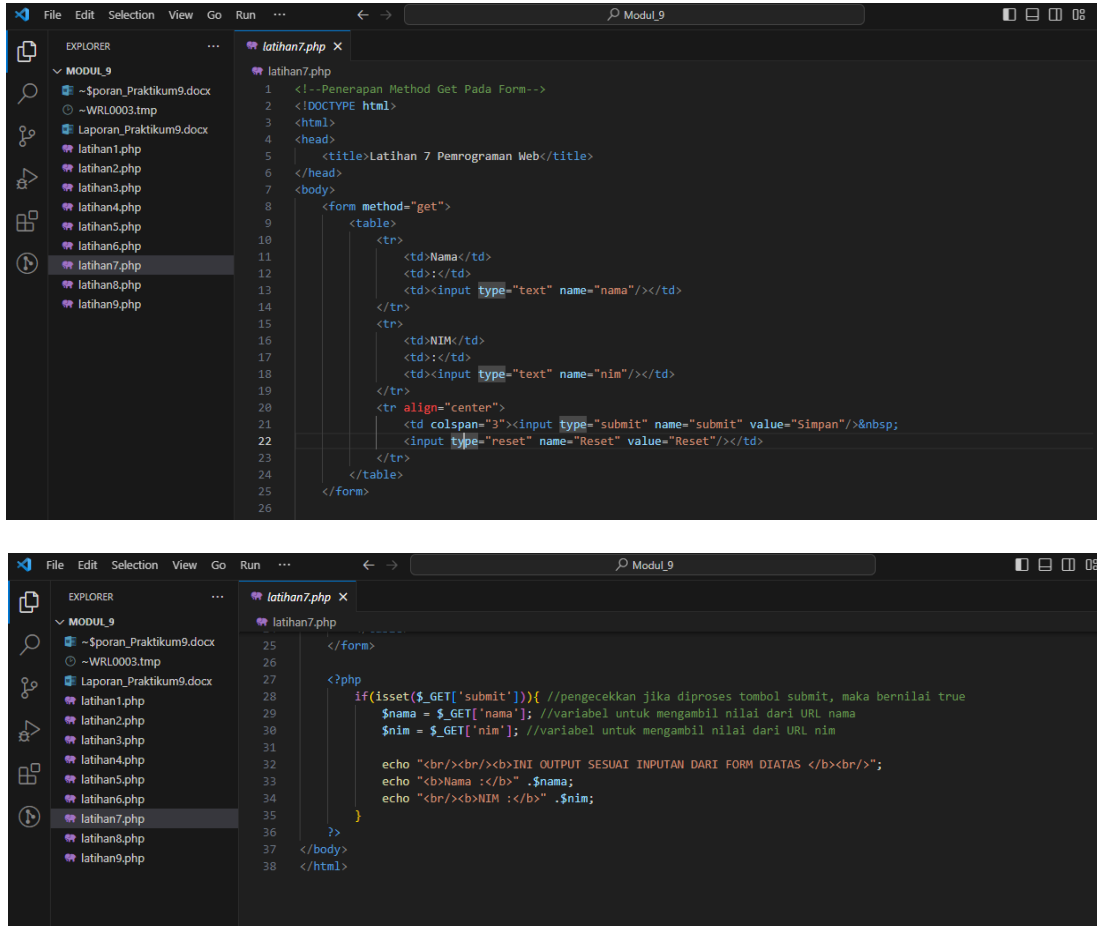 File Edit Selection View Go Run ··· ← → Modul_9
EXPLORER ···
MODUL_9
~$poran_Praktikum9.docx
~WRL0003.tmp
Laporan_Praktikum9.docx
latihan1.php
latihan2.php
latihan3.php
latihan4.php
latihan5.php
latihan6.php
latihan7.php
latihan8.php
latihan9.php
latihan7.php ×
latihan7.php
1 <!--Penerapan Method Get Pada Form-->
2 <!DOCTYPE html>
3 <html>
4 <head>
5 <title>Latihan 7 Pemrograman Web</title>
6 </head>
7 <body>
8 <form method="get">
9 <table>
10 <tr>
11 <td>Nama</td>
12 <td>:</td>
13 <td><input type="text" name="nama"/></td>
14 </tr>
15 <tr>
16 <td>NIM</td>
17 <td>:</td>
18 <td><input type="text" name="nim"/></td>
19 </tr>
20 <tr align="center">
21 <td colspan="3"><input type="submit" name="submit" value="Simpan"/>&nbsp;
22 <input type="reset" name="Reset" value="Reset"/></td>
23 </tr>
24 </table>
25 </form>
26
File Edit Selection View Go Run ··· ← → Modul_9
EXPLORER ···
MODUL_9
~$poran_Praktikum9.docx
~WRL0003.tmp
Laporan_Praktikum9.docx
latihan1.php
latihan2.php
latihan3.php
latihan4.php
latihan5.php
latihan6.php
latihan7.php
latihan8.php
latihan9.php
latihan7.php ×
latihan7.php
25 </form>
26
27 <?php
28 if(isset($_GET['submit'])){ //pengecekkan jika diproses tombol submit, maka bernilai true
29 $nama = $_GET['nama']; //variabel untuk mengambil nilai dari URL nama
30 $nim = $_GET['nim']; //variabel untuk mengambil nilai dari URL nim
31
32 echo "<br/><br/><b>INI OUTPUT SESUAI INPUTAN DARI FORM DIATAS </b><br/>";
33 echo "<b>Nama :</b>" .$nama;
34 echo "<br/><b>NIM :</b>" .$nim;
35 }
36 ?>
37 </body>
38 </html>